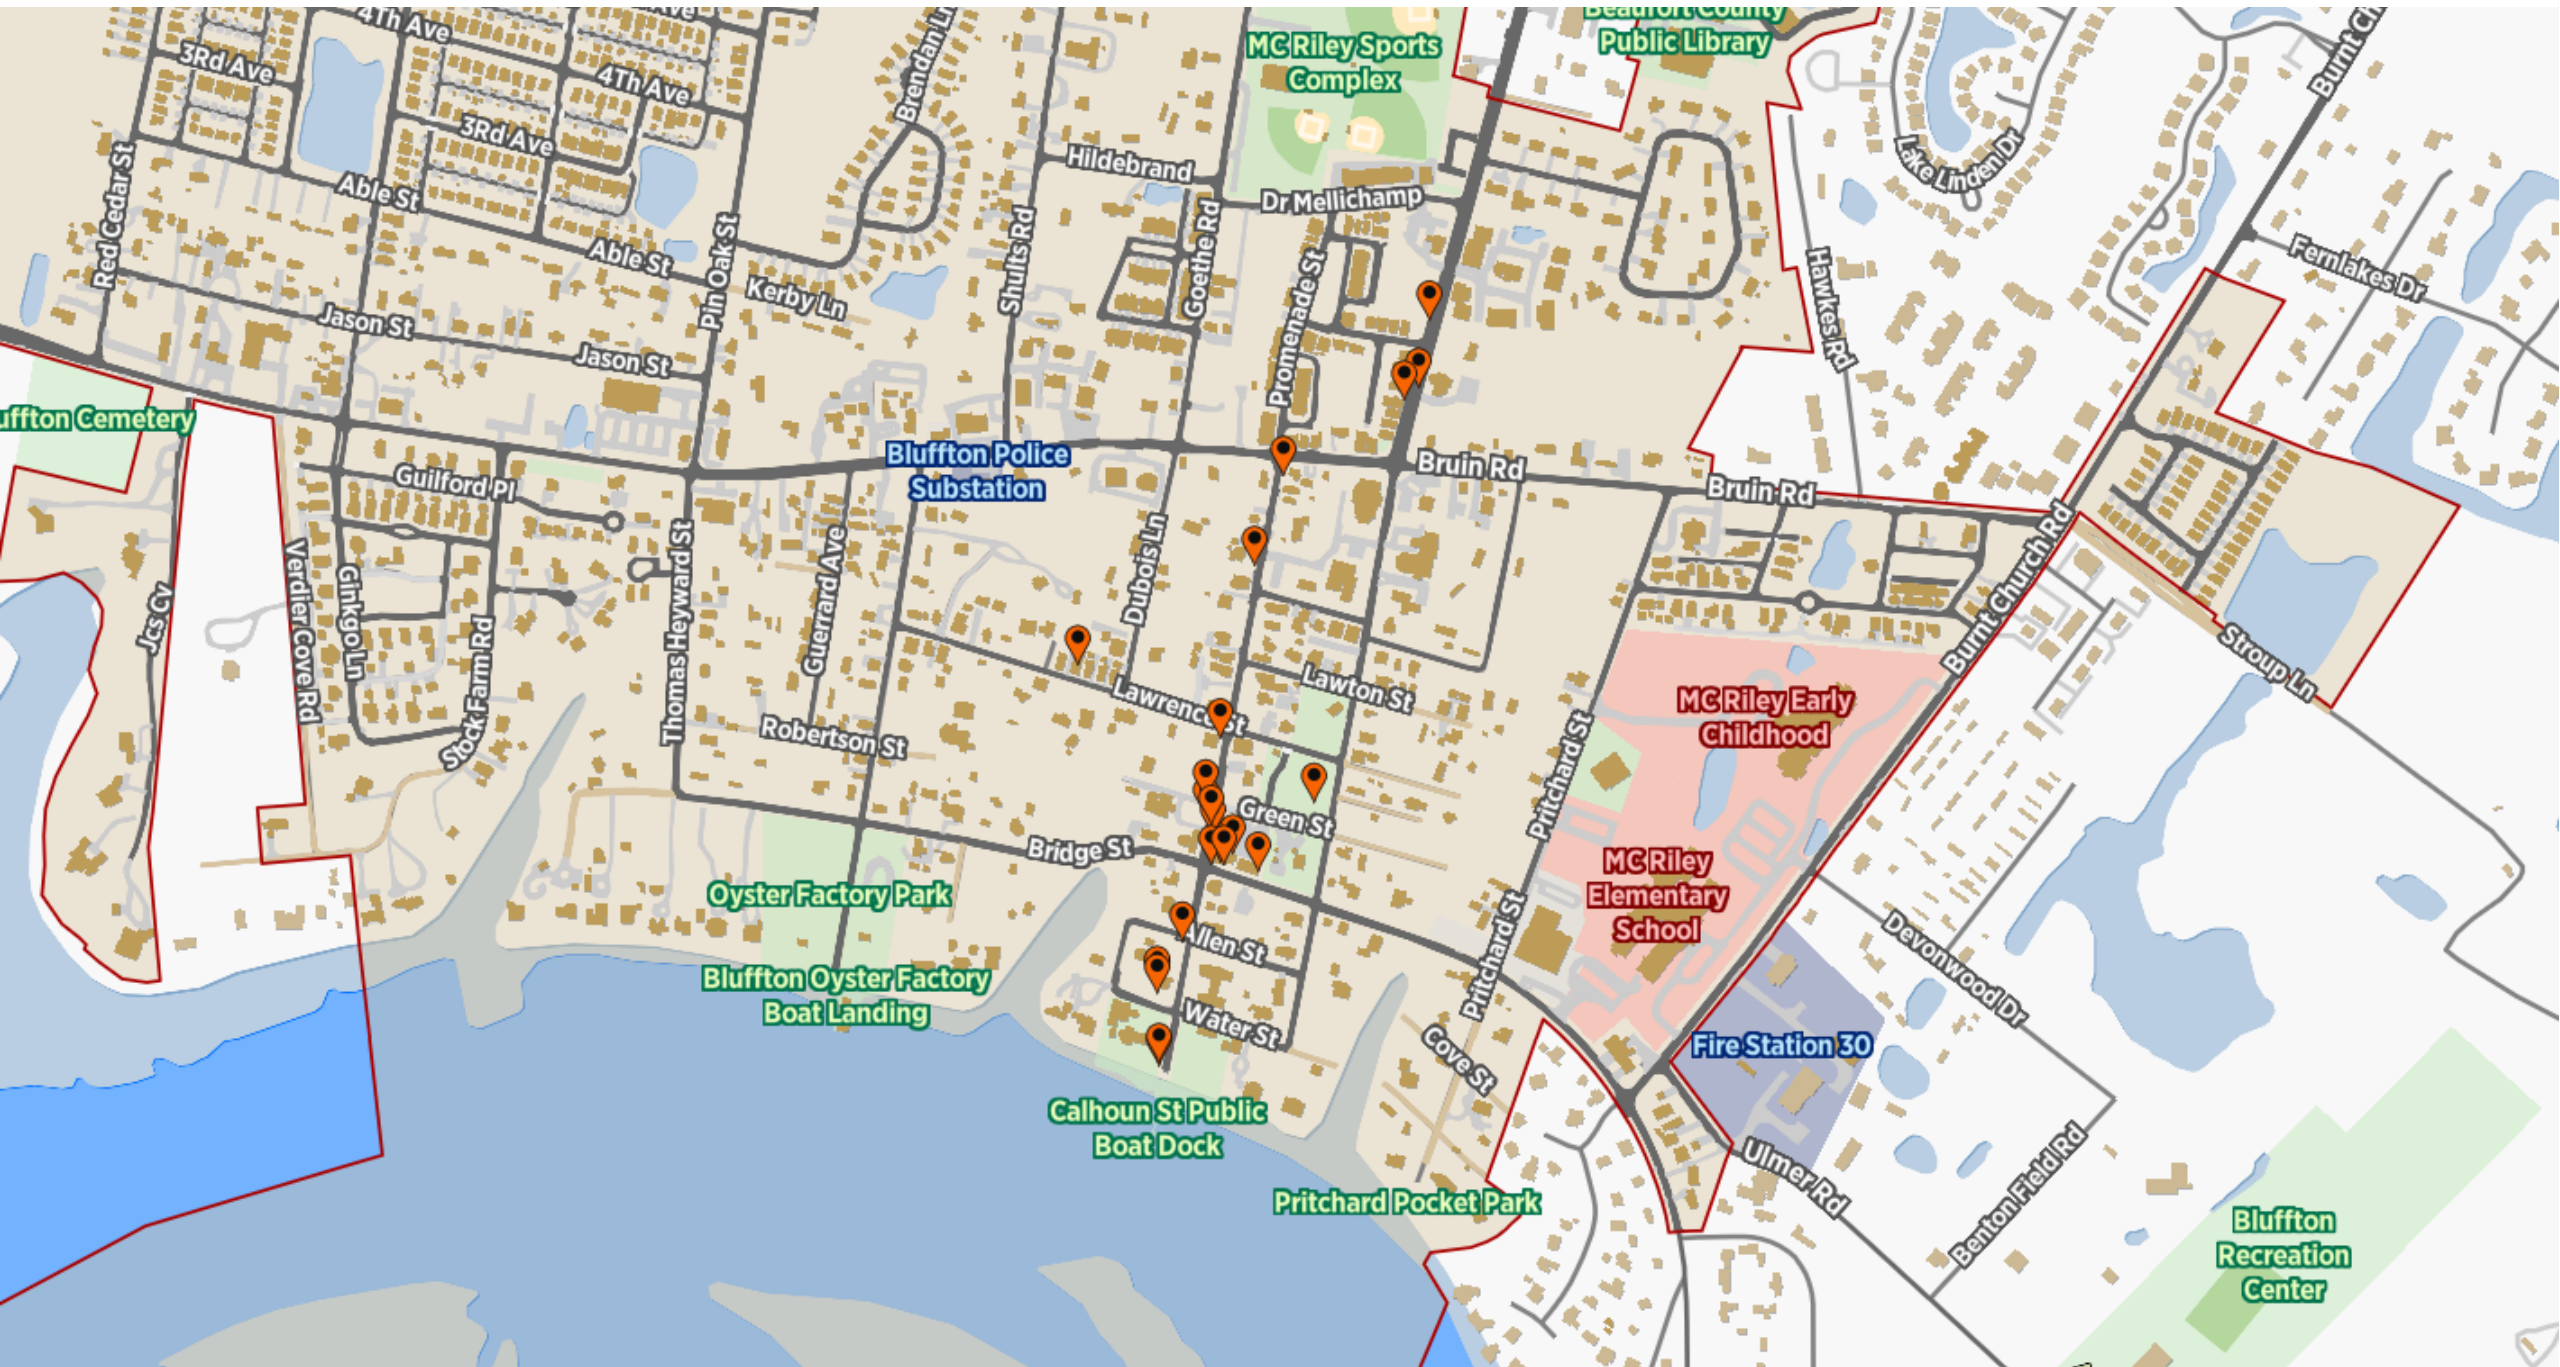 4Th Ave
Ave
Brendan Ln
Beaufort County
Public Library
MC Riley Sports
Complex
3Rd Ave
4Th Ave
3Rd Ave
Burnt Ch
Lake Linden Dr
Hildebrand
Dr Mellichamp
Red Cedar St
Able St
Able St
Pin Oak St
Kerby Ln
Shults Rd
Goethe Rd
Promenade St
Hawkes Rd
Fernlakes Dr
Jason St
Jason St
uffton Cemetery
Bluffton Police
Substation
Bruin Rd
Bruin Rd
Guilford Pl
Verdier Cove Rd
Ginkgo Ln
Jcs Cv
Stock Farm Rd
Thomas Heyward St
Guerrard Ave
Dubois Ln
Burnt Church Rd
Stroup Ln
Lawrence St
Lawton St
Robertson St
MC Riley Early
Childhood
Pritchard St
Green St
Bridge St
MC Riley
Elementary
School
Oyster Factory Park
Pritchard St
Allen St
Devonwood Dr
Bluffton Oyster Factory
Boat Landing
Water St
Cove St
Fire Station 30
Calhoun St Public
Boat Dock
Ulmer Rd
Benton Field Rd
Pritchard Pocket Park
Bluffton
Recreation
Center